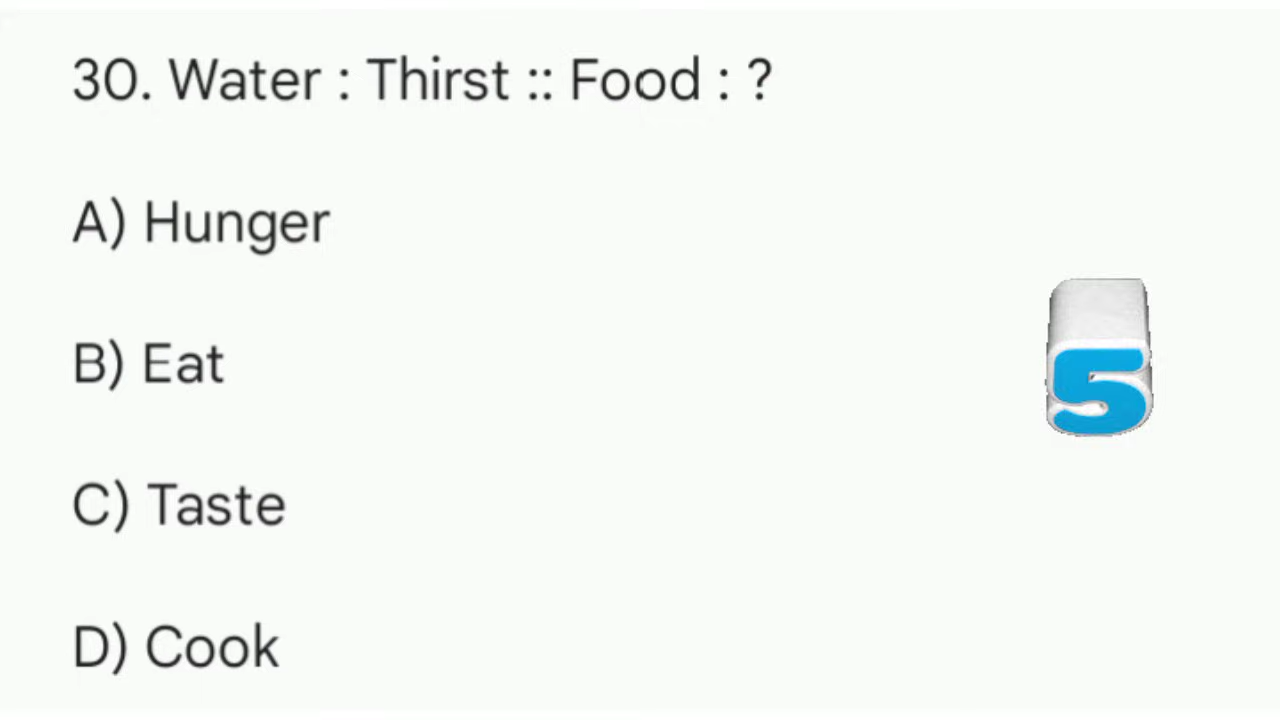 30. Water : Thirst :: Food : ?
A) Hunger
B) Eat
5
C) Taste
D) Cook